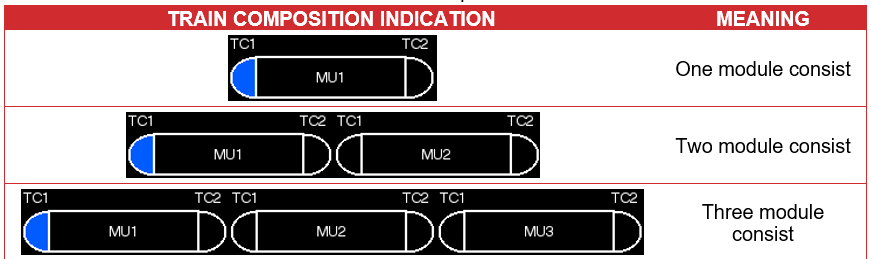 TRAIN COMPOSITION INDICATION MEANING
TC1 TC2
MU1
One module consist
TC1 TC2 TC1 TC2
MU1 MU2
Two module consist
TC1 TC2 TC1 TC2 TC1 TC2
MU1 MU2 MU3
Three module
consist